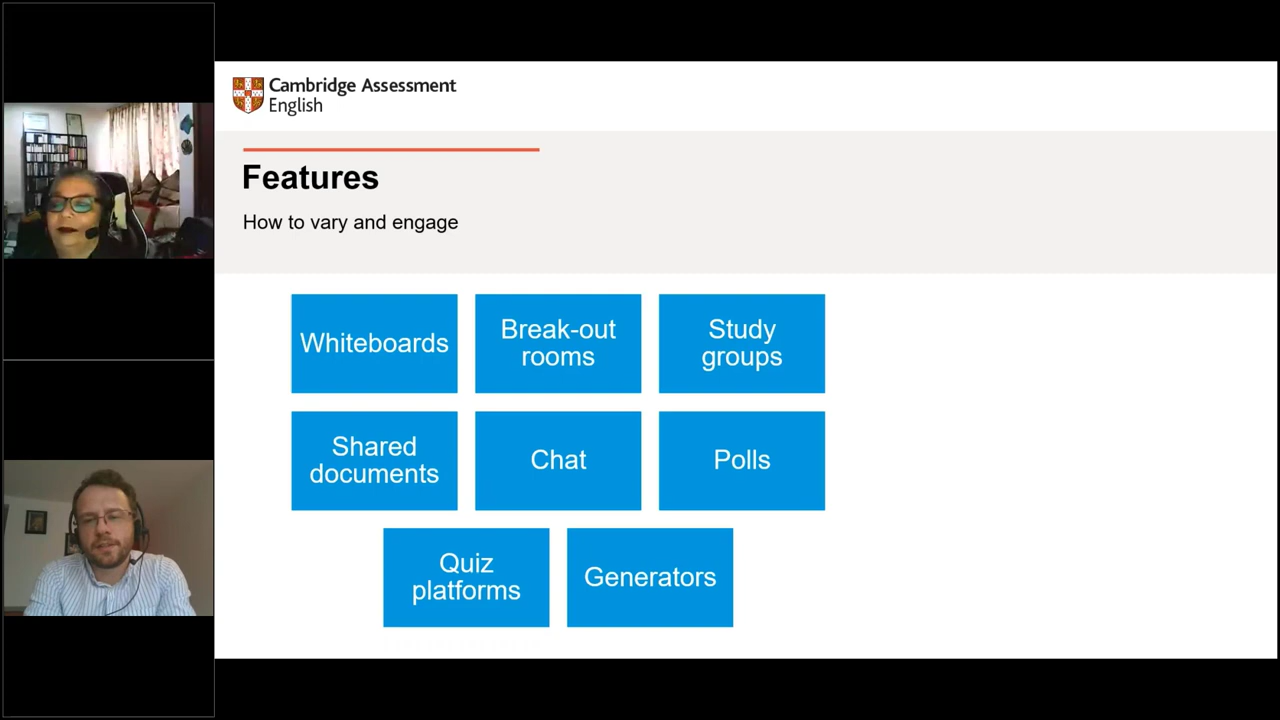 Cambridge Assessment
English
Features
How to vary and engage
Whiteboards
Break-out
rooms
Study
groups
Shared
documents
Chat
Polls
Quiz
platforms
Generators